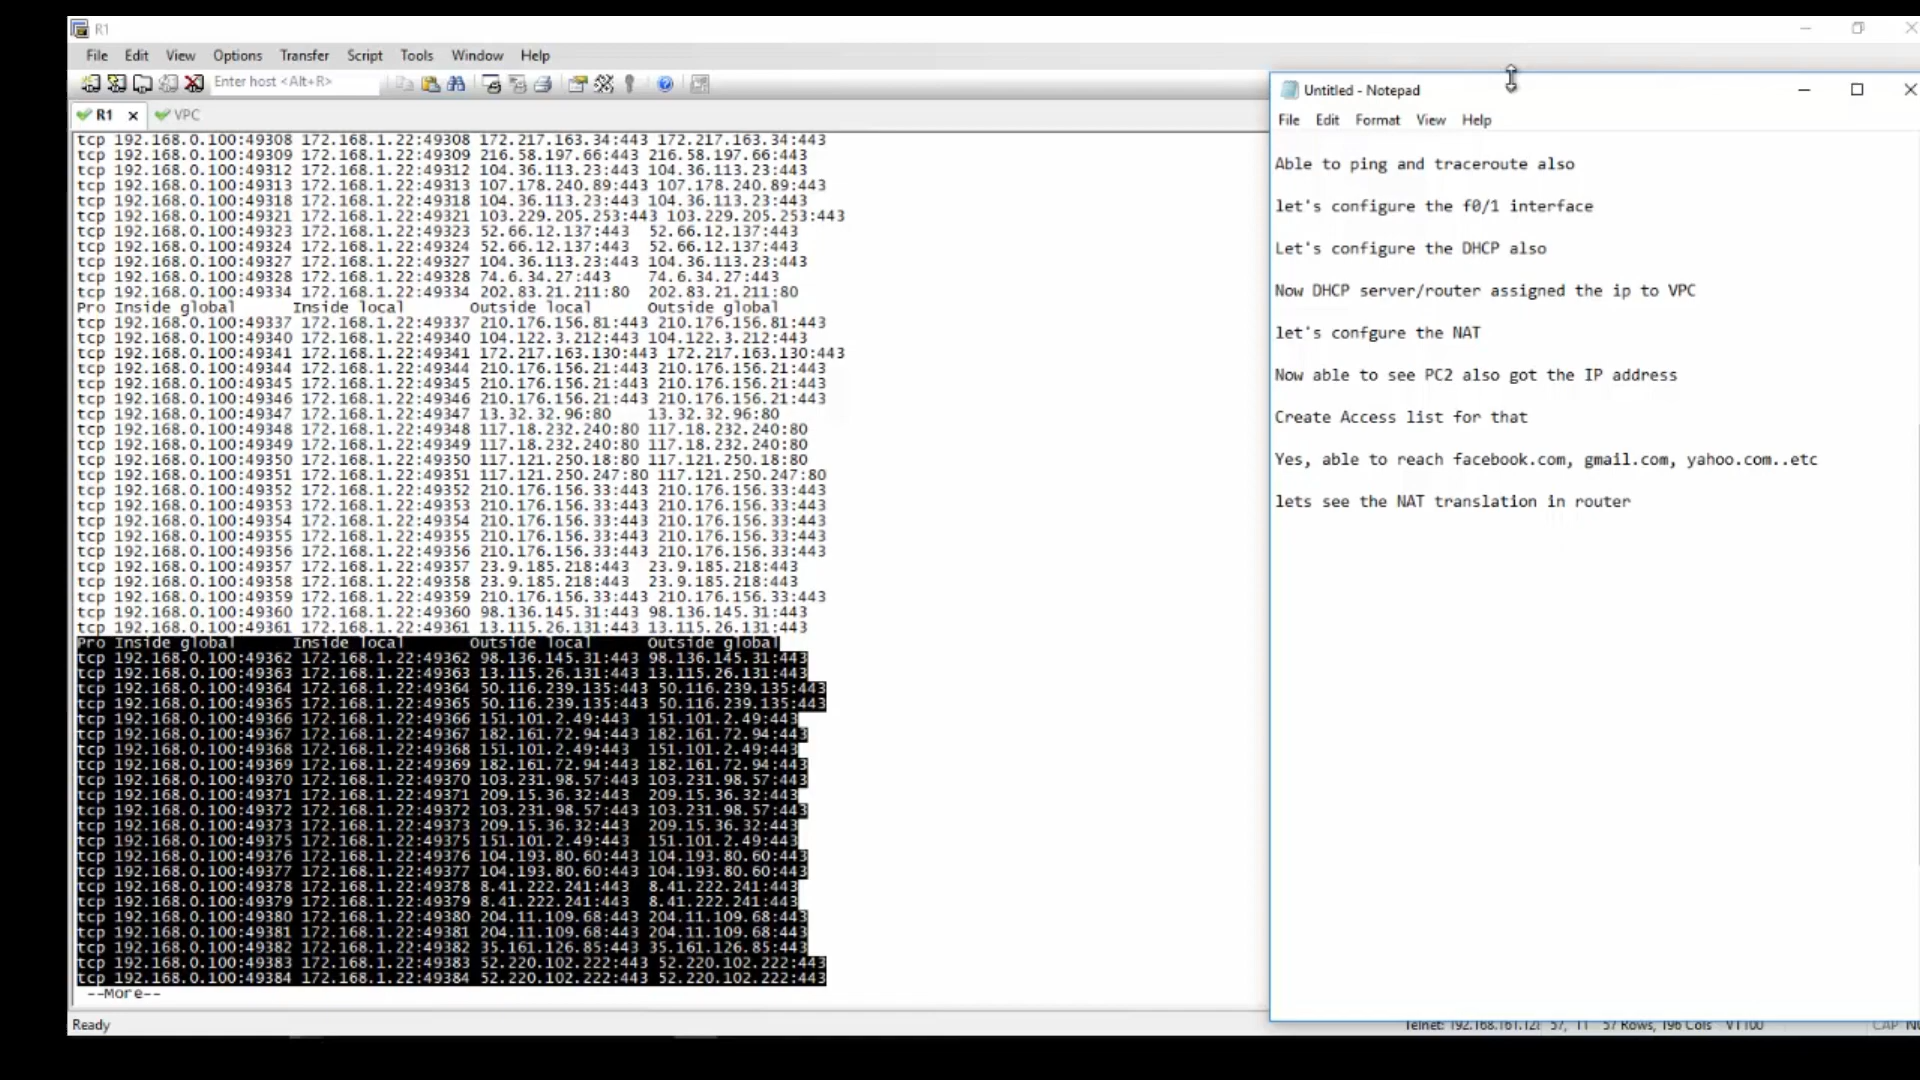 R1
File Edit View Options Transfer Script Tools Window Help
Enter host <Alt+R>
R1 VPC
tcp 192.168.0.100:49308 172.168.1.22:49308 172.217.163.34:443 172.217.163.34:443
tcp 192.168.0.100:49309 172.168.1.22:49309 216.58.197.66:443 216.58.197.66:443
tcp 192.168.0.100:49312 172.168.1.22:49312 104.36.113.23:443 104.36.113.23:443
tcp 192.168.0.100:49313 172.168.1.22:49313 107.178.240.89:443 107.178.240.89:443
tcp 192.168.0.100:49318 172.168.1.22:49318 104.36.113.23:443 104.36.113.23:443
tcp 192.168.0.100:49321 172.168.1.22:49321 103.229.205.253:443 103.229.205.253:443
tcp 192.168.0.100:49323 172.168.1.22:49323 52.66.12.137:443 52.66.12.137:443
tcp 192.168.0.100:49324 172.168.1.22:49324 52.66.12.137:443 52.66.12.137:443
tcp 192.168.0.100:49327 172.168.1.22:49327 104.36.113.23:443 104.36.113.23:443
tcp 192.168.0.100:49328 172.168.1.22:49328 74.6.34.27:443 74.6.34.27:443
tcp 192.168.0.100:49334 172.168.1.22:49334 202.83.21.211:80 202.83.21.211:80
Pro Inside global Inside local Outside local Outside global
tcp 192.168.0.100:49337 172.168.1.22:49337 210.176.156.81:443 210.176.156.81:443
tcp 192.168.0.100:49340 172.168.1.22:49340 104.122.3.212:443 104.122.3.212:443
tcp 192.168.0.100:49341 172.168.1.22:49341 172.217.163.130:443 172.217.163.130:443
tcp 192.168.0.100:49344 172.168.1.22:49344 210.176.156.21:443 210.176.156.21:443
tcp 192.168.0.100:49345 172.168.1.22:49345 210.176.156.21:443 210.176.156.21:443
tcp 192.168.0.100:49346 172.168.1.22:49346 210.176.156.21:443 210.176.156.21:443
tcp 192.168.0.100:49347 172.168.1.22:49347 13.32.32.96:80 13.32.32.96:80
tcp 192.168.0.100:49348 172.168.1.22:49348 117.18.232.240:80 117.18.232.240:80
tcp 192.168.0.100:49349 172.168.1.22:49349 117.18.232.240:80 117.18.232.240:80
tcp 192.168.0.100:49350 172.168.1.22:49350 117.121.250.18:80 117.121.250.18:80
tcp 192.168.0.100:49351 172.168.1.22:49351 117.121.250.247:80 117.121.250.247:80
tcp 192.168.0.100:49352 172.168.1.22:49352 210.176.156.33:443 210.176.156.33:443
tcp 192.168.0.100:49353 172.168.1.22:49353 210.176.156.33:443 210.176.156.33:443
tcp 192.168.0.100:49354 172.168.1.22:49354 210.176.156.33:443 210.176.156.33:443
tcp 192.168.0.100:49355 172.168.1.22:49355 210.176.156.33:443 210.176.156.33:443
tcp 192.168.0.100:49356 172.168.1.22:49356 210.176.156.33:443 210.176.156.33:443
tcp 192.168.0.100:49357 172.168.1.22:49357 23.9.185.218:443 23.9.185.218:443
tcp 192.168.0.100:49358 172.168.1.22:49358 23.9.185.218:443 23.9.185.218:443
tcp 192.168.0.100:49359 172.168.1.22:49359 210.176.156.33:443 210.176.156.33:443
tcp 192.168.0.100:49360 172.168.1.22:49360 98.136.145.31:443 98.136.145.31:443
tcp 192.168.0.100:49361 172.168.1.22:49361 13.115.26.131:443 13.115.26.131:443
Pro Inside global Inside local Outside local Outside global
tcp 192.168.0.100:49362 172.168.1.22:49362 98.136.145.31:443 98.136.145.31:443
tcp 192.168.0.100:49363 172.168.1.22:49363 13.115.26.131:443 13.115.26.131:443
tcp 192.168.0.100:49364 172.168.1.22:49364 50.116.239.135:443 50.116.239.135:443
tcp 192.168.0.100:49365 172.168.1.22:49365 50.116.239.135:443 50.116.239.135:443
tcp 192.168.0.100:49366 172.168.1.22:49366 151.101.2.49:443 151.101.2.49:443
tcp 192.168.0.100:49367 172.168.1.22:49367 182.161.72.94:443 182.161.72.94:443
tcp 192.168.0.100:49368 172.168.1.22:49368 151.101.2.49:443 151.101.2.49:443
tcp 192.168.0.100:49369 172.168.1.22:49369 182.161.72.94:443 182.161.72.94:443
tcp 192.168.0.100:49370 172.168.1.22:49370 103.231.98.57:443 103.231.98.57:443
tcp 192.168.0.100:49371 172.168.1.22:49371 209.15.36.32:443 209.15.36.32:443
tcp 192.168.0.100:49372 172.168.1.22:49372 103.231.98.57:443 103.231.98.57:443
tcp 192.168.0.100:49373 172.168.1.22:49373 209.15.36.32:443 209.15.36.32:443
tcp 192.168.0.100:49375 172.168.1.22:49375 151.101.2.49:443 151.101.2.49:443
tcp 192.168.0.100:49376 172.168.1.22:49376 104.193.80.60:443 104.193.80.60:443
tcp 192.168.0.100:49377 172.168.1.22:49377 104.193.80.60:443 104.193.80.60:443
tcp 192.168.0.100:49378 172.168.1.22:49378 8.41.222.241:443 8.41.222.241:443
tcp 192.168.0.100:49379 172.168.1.22:49379 8.41.222.241:443 8.41.222.241:443
tcp 192.168.0.100:49380 172.168.1.22:49380 204.11.109.68:443 204.11.109.68:443
tcp 192.168.0.100:49381 172.168.1.22:49381 204.11.109.68:443 204.11.109.68:443
tcp 192.168.0.100:49382 172.168.1.22:49382 35.161.126.85:443 35.161.126.85:443
tcp 192.168.0.100:49383 172.168.1.22:49383 52.220.102.222:443 52.220.102.222:443
tcp 192.168.0.100:49384 172.168.1.22:49384 52.220.102.222:443 52.220.102.222:443
--More--
Ready
Untitled - Notepad
File Edit Format View Help
Able to ping and traceroute also
let's configure the f0/1 interface
Let's configure the DHCP also
Now DHCP server/router assigned the ip to VPC
let's confgure the NAT
Now able to see PC2 also got the IP address
Create Access list for that
Yes, able to reach facebook.com, gmail.com, yahoo.com..etc
lets see the NAT translation in router
Telnet: 57, 11 57 Rows, 196 Cols VT100 CAP